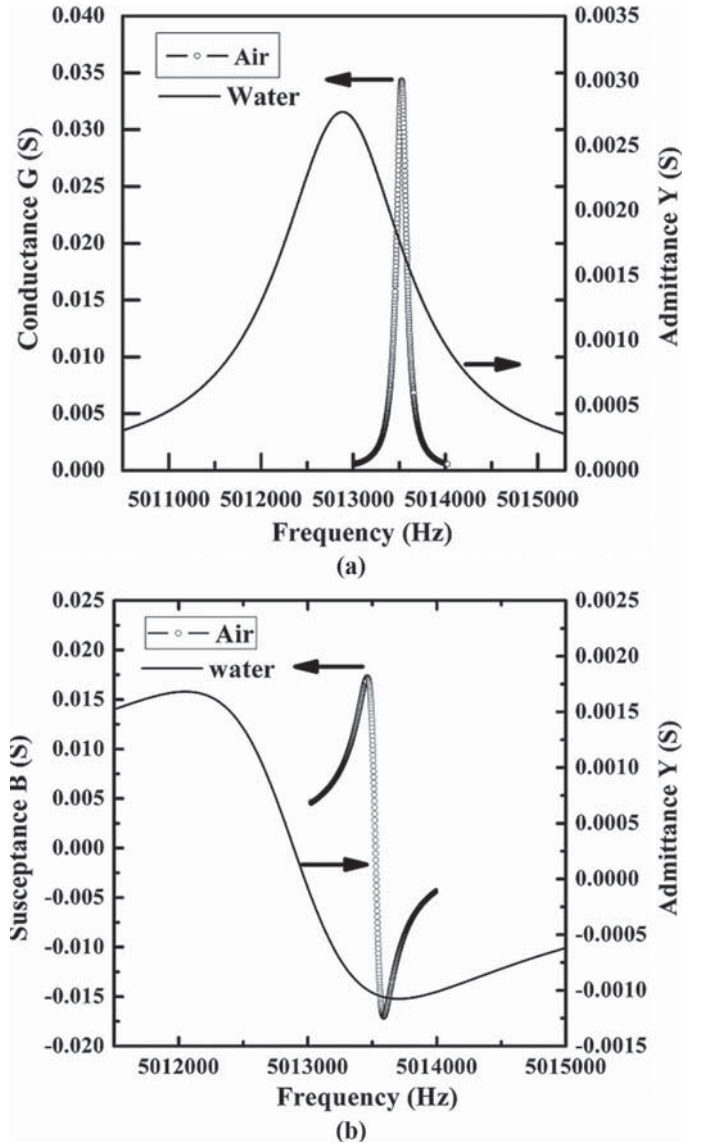 0.040
0.035
0.030
0.025
0.020
0.015
0.010
0.005
0.000
Conductance G (S)
Air
Water
0.0035
0.0030
0.0025
0.0020
0.0015
0.0010
0.0005
0.0000
Admittance Y (S)
5011000 5012000 5013000 5014000 5015000
Frequency (Hz)
(a)
0.025
0.020
0.015
0.010
0.005
0.000
-0.005
-0.010
-0.015
-0.020
Susceptance B (S)
Air
water
0.0025
0.0020
0.0015
0.0010
0.0005
0.0000
-0.0005
-0.0010
-0.0015
Admittance Y (S)
5012000 5013000 5014000 5015000
Frequency (Hz)
(b)